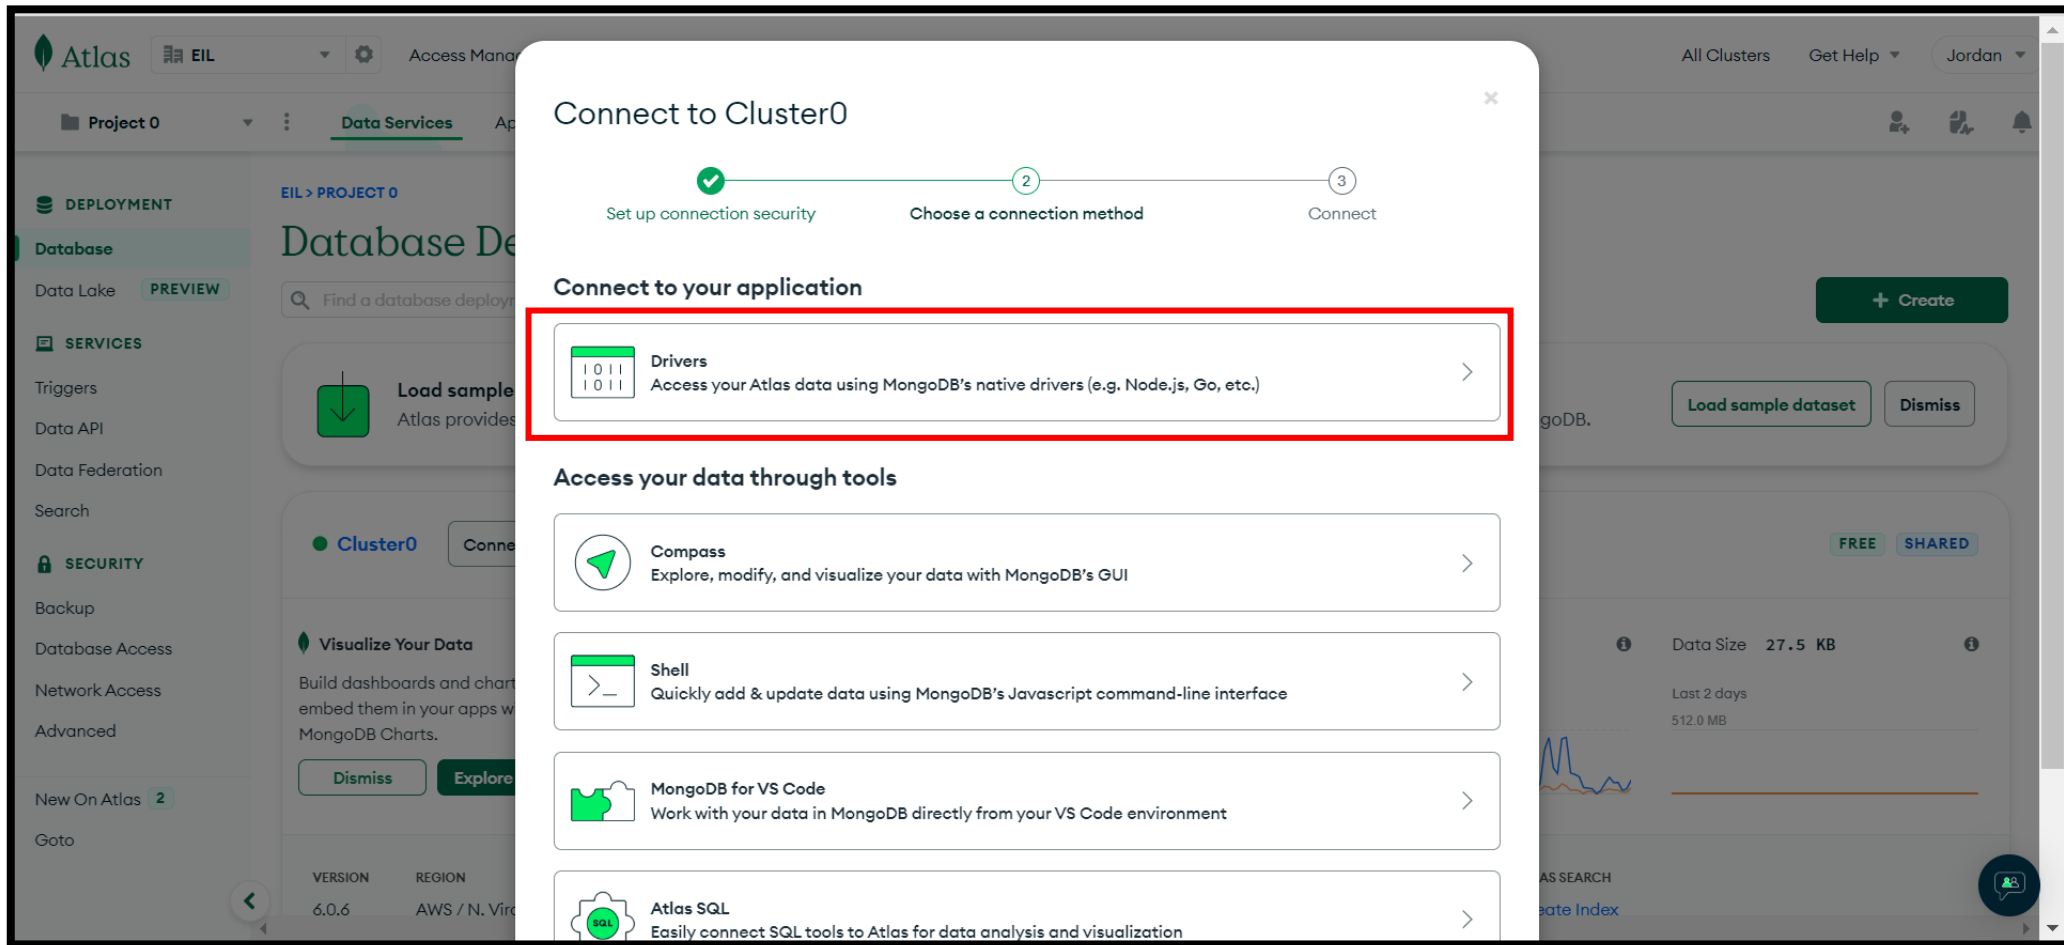 Atlas
EIL
Access Mana
All Clusters
Get Help
Jordan
Project 0
Data Services
Ap
DEPLOYMENT
Database
Data Lake PREVIEW
SERVICES
Triggers
Data API
Data Federation
Search
SECURITY
Backup
Database Access
Network Access
Advanced
New On Atlas 2
Goto
EIL > PROJECT 0
Database De
Find a database deploy
+ Create
Load sample
Atlas provides
goDB.
Load sample dataset
Dismiss
Cluster0
Conne
FREE
SHARED
Visualize Your Data
Build dashboards and chart
embed them in your apps w
MongoDB Charts.
Dismiss
Explore
Data Size 27.5 KB
Last 2 days
512.0 MB
VERSION
6.0.6
REGION
AWS / N. Virg
AS SEARCH
eate Index
Connect to Cluster0
2
3
Set up connection security
Choose a connection method
Connect
Connect to your application
1011
1011
Drivers
Access your Atlas data using MongoDB's native drivers (e.g. Node.js, Go, etc.)
Access your data through tools
Compass
Explore, modify, and visualize your data with MongoDB's GUI
>_
Shell
Quickly add & update data using MongoDB's Javascript command-line interface
MongoDB for VS Code
Work with your data in MongoDB directly from your VS Code environment
SQL
Atlas SQL
Easily connect SQL tools to Atlas for data analysis and visualization